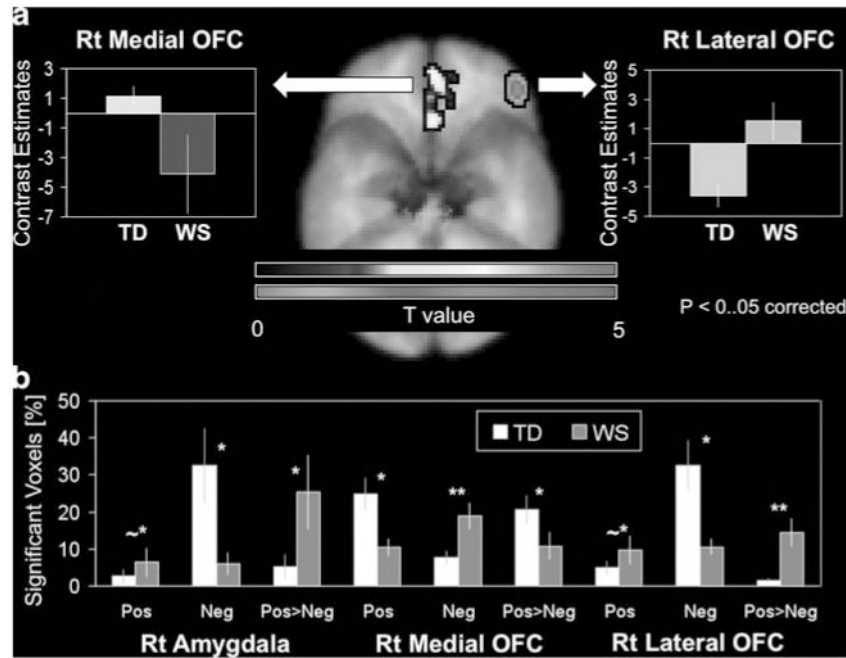 a
Rt Medial OFC
Rt Lateral OFC
Contrast Estimates
3
1
-1
-3
-5
-7
TD WS
Contrast Estimates
5
3
1
-1
-3
-5
TD WS
T value
0 5
P < 0..05 corrected
b
Significant Voxels [%]
50
40
30
20
10
0
TD WS
~* * * * ** * ~* * **
Pos Neg Pos>Neg Pos Neg Pos>Neg Pos Neg Pos>Neg
Rt Amygdala Rt Medial OFC Rt Lateral OFC